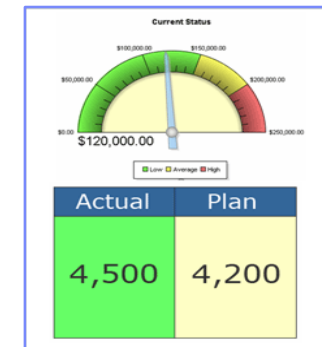 Current Status
$100,000.00 $150,000.00
$50,000.00 $200,000.00
$0.00 $250,000.00
$120,000.00
Low Average High
Actual Plan
4,500 4,200